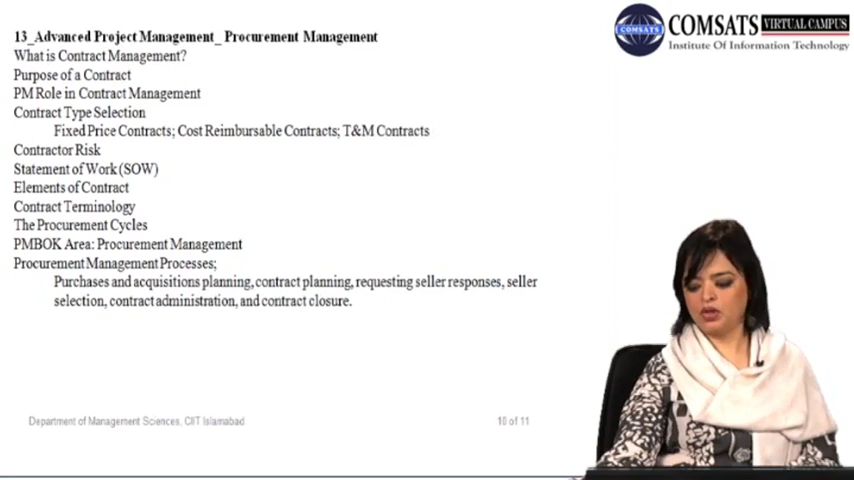 13_Advanced Project Management_ Procurement Management
What is Contract Management?
Purpose of a Contract
PM Role in Contract Management
Contract Type Selection
Fixed Price Contracts; Cost Reimbursable Contracts; T&M Contracts
Contractor Risk
Statement of Work (SOW)
Elements of Contract
Contract Terminology
The Procurement Cycles
PMBOK Area: Procurement Management
Procurement Management Processes;
Purchases and acquisitions planning, contract planning, requesting seller responses, seller
selection, contract administration, and contract closure.
Department of Management Sciences, CIIT Islamabad
10 of 11
COMSATS
COMSATS VIRTUAL CAMPUS
Institute Of Information Technology